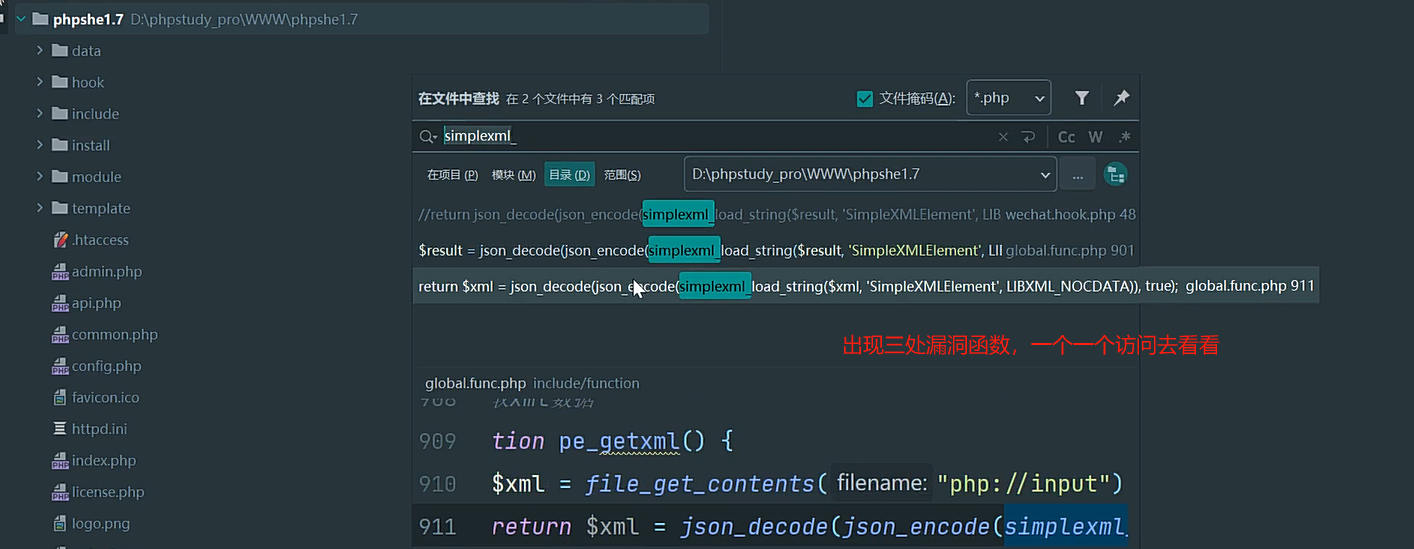 phpshe1.7 D:\phpstudy_pro\WWW\phpshe1.7
data
hook
include
install
module
template
.htaccess
admin.php
api.php
common.php
config.php
favicon.ico
httpd.ini
index.php
license.php
logo.png
在文件中查找 在 2 个文件中有 3 个匹配项 文件掩码(A): *.php
simplexml_ Cc W .*
在项目 (P) 模块 (M) 目录 (D) 范围(S) D:\phpstudy_pro\WWW\phpshe1.7 ...
//return json_decode(json_encode(simplexml_load_string($result, 'SimpleXMLElement', LIB wechat.hook.php 48
$result = json_decode(json_encode(simplexml_load_string($result, 'SimpleXMLElement', LII global.func.php 901
return $xml = json_decode(json_encode(simplexml_load_string($xml, 'SimpleXMLElement', LIBXML_NOCDATA)), true); global.func.php 911
出现三处漏洞函数，一个一个访问去看看
global.func.php include/function
908 取xml数据
909 tion pe_getxml() {
910 $xml = file_get_contents( filename: "php://input")
911 return $xml = json_decode(json_encode(simplexml_